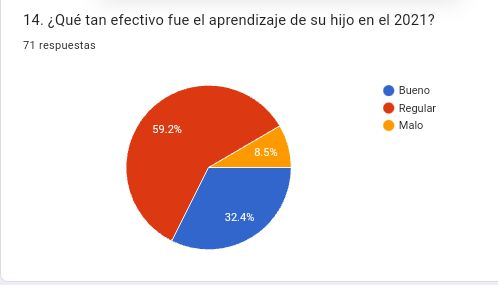 14. ¿Qué tan efectivo fue el aprendizaje de su hijo en el 2021?
71 respuestas
Bueno
Regular
Malo
59.2%
8.5%
32.4%